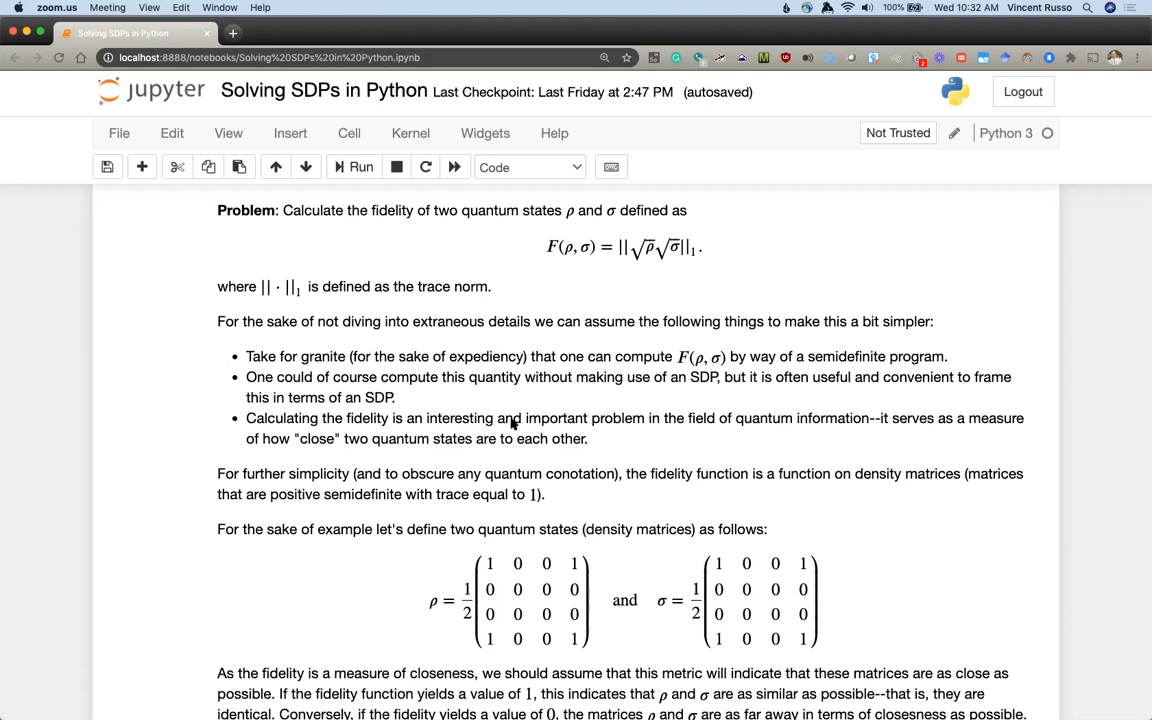 zoom.us Meeting View Edit Window Help 100% Wed 10:32 AM Vincent Russo
Solving SDPs in Python
localhost:8888/notebooks/Solving%20SDPs%20in%20Python.ipynb
jupyter Solving SDPs in Python Last Checkpoint: Last Friday at 2:47 PM (autosaved) Logout
File Edit View Insert Cell Kernel Widgets Help Not Trusted Python 3
Run Code
Problem: Calculate the fidelity of two quantum states ρ and σ defined as
F(ρ, σ) = ||√ρ√σ||₁.
where || · ||₁ is defined as the trace norm.
For the sake of not diving into extraneous details we can assume the following things to make this a bit simpler:
• Take for granite (for the sake of expediency) that one can compute F(ρ, σ) by way of a semidefinite program.
• One could of course compute this quantity without making use of an SDP, but it is often useful and convenient to frame
this in terms of an SDP.
• Calculating the fidelity is an interesting and important problem in the field of quantum information--it serves as a measure
of how "close" two quantum states are to each other.
For further simplicity (and to obscure any quantum conotation), the fidelity function is a function on density matrices (matrices
that are positive semidefinite with trace equal to 1).
For the sake of example let's define two quantum states (density matrices) as follows:
1 0 0 1 1 0 0 1
0 0 0 0 0 0 0 0
ρ = 1/2 and σ = 1/2
0 0 0 0 0 0 0 0
1 0 0 1 1 0 0 1
As the fidelity is a measure of closeness, we should assume that this metric will indicate that these matrices are as close as
possible. If the fidelity function yields a value of 1, this indicates that ρ and σ are as similar as possible--that is, they are
identical. Conversely, if the fidelity yields a value of 0, the matrices ρ and σ are as far away in terms of closesness as possible.